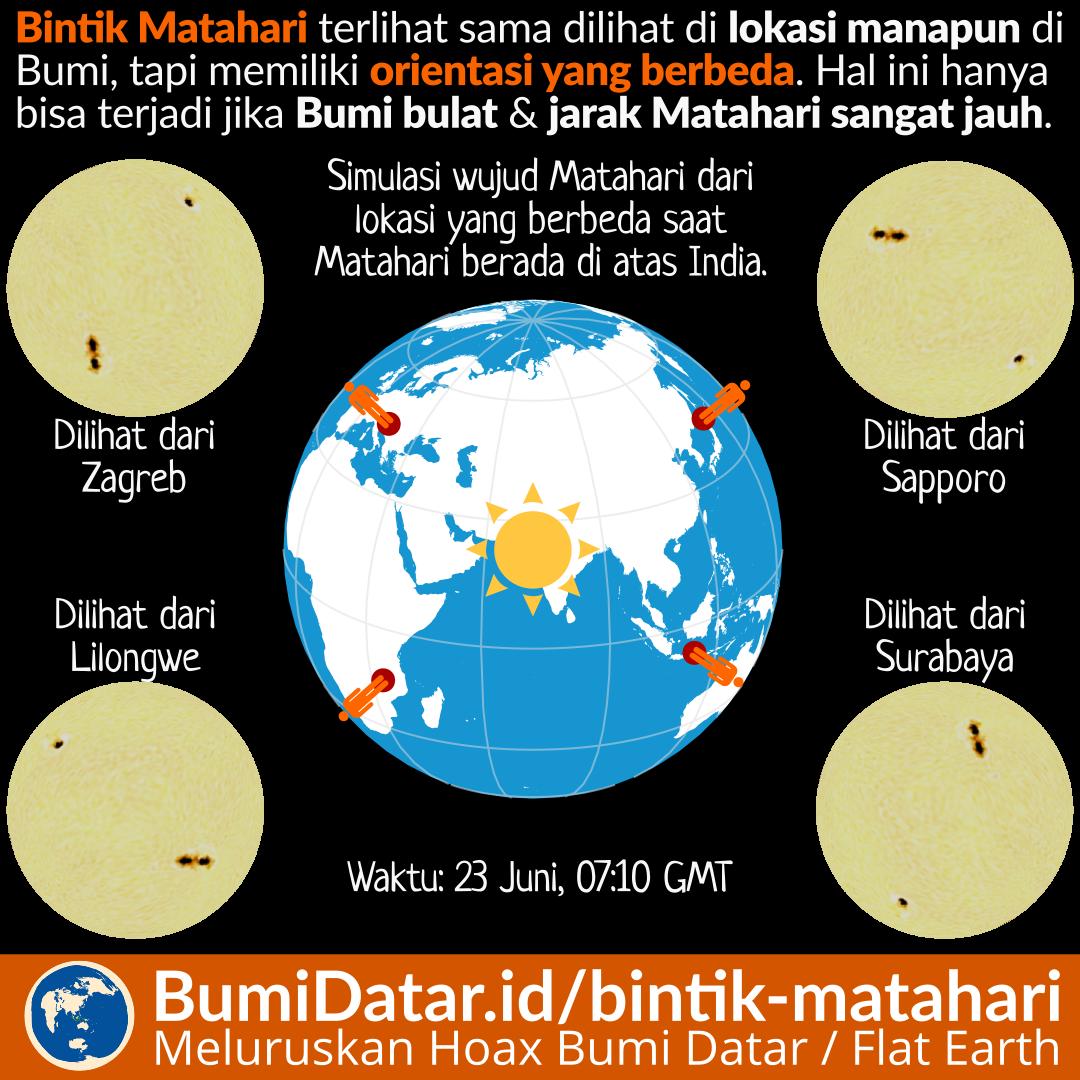 Bintik Matahari terlihat sama dilihat di lokasi manapun di
Bumi, tapi memiliki orientasi yang berbeda. Hal ini hanya
bisa terjadi jika Bumi bulat & jarak Matahari sangat jauh.
Simulasi wujud Matahari dari
lokasi yang berbeda saat
Matahari berada di atas India.
Dilihat dari
Zagreb
Dilihat dari
Sapporo
Dilihat dari
Lilongwe
Dilihat dari
Surabaya
Waktu: 23 Juni, 07:10 GMT
BumiDatar.id/bintik-matahari
Meluruskan Hoax Bumi Datar / Flat Earth